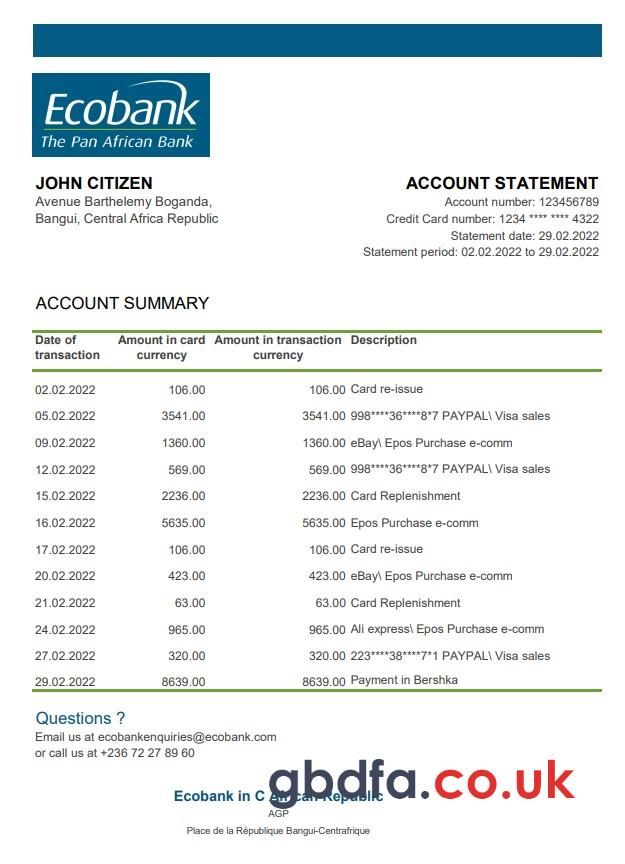 Ecobank
The Pan African Bank
JOHN CITIZEN
Avenue Barthelemy Boganda,
Bangui, Central Africa Republic
ACCOUNT STATEMENT
Account number: 123456789
Credit Card number: 1234 **** **** 4322
Statement date: 29.02.2022
Statement period: 02.02.2022 to 29.02.2022
ACCOUNT SUMMARY
Date of transaction Amount in card currency Amount in transaction currency Description
02.02.2022 106.00 106.00 Card re-issue
05.02.2022 3541.00 3541.00 998****36****8*7 PAYPAL\ Visa sales
09.02.2022 1360.00 1360.00 eBay\ Epos Purchase e-comm
12.02.2022 569.00 569.00 998****36****8*7 PAYPAL\ Visa sales
15.02.2022 2236.00 2236.00 Card Replenishment
16.02.2022 5635.00 5635.00 Epos Purchase e-comm
17.02.2022 106.00 106.00 Card re-issue
20.02.2022 423.00 423.00 eBay\ Epos Purchase e-comm
21.02.2022 63.00 63.00 Card Replenishment
24.02.2022 965.00 965.00 Ali express\ Epos Purchase e-comm
27.02.2022 320.00 320.00 223****38****7*1 PAYPAL\ Visa sales
29.02.2022 8639.00 8639.00 Payment in Bershka
Questions ?
Email us at ecobankenquiries@ecobank.com
or call us at +236 72 27 89 60
gbdfa.co.uk
Ecobank in C African Republic
AGP
Place de la République Bangui-Centrafrique